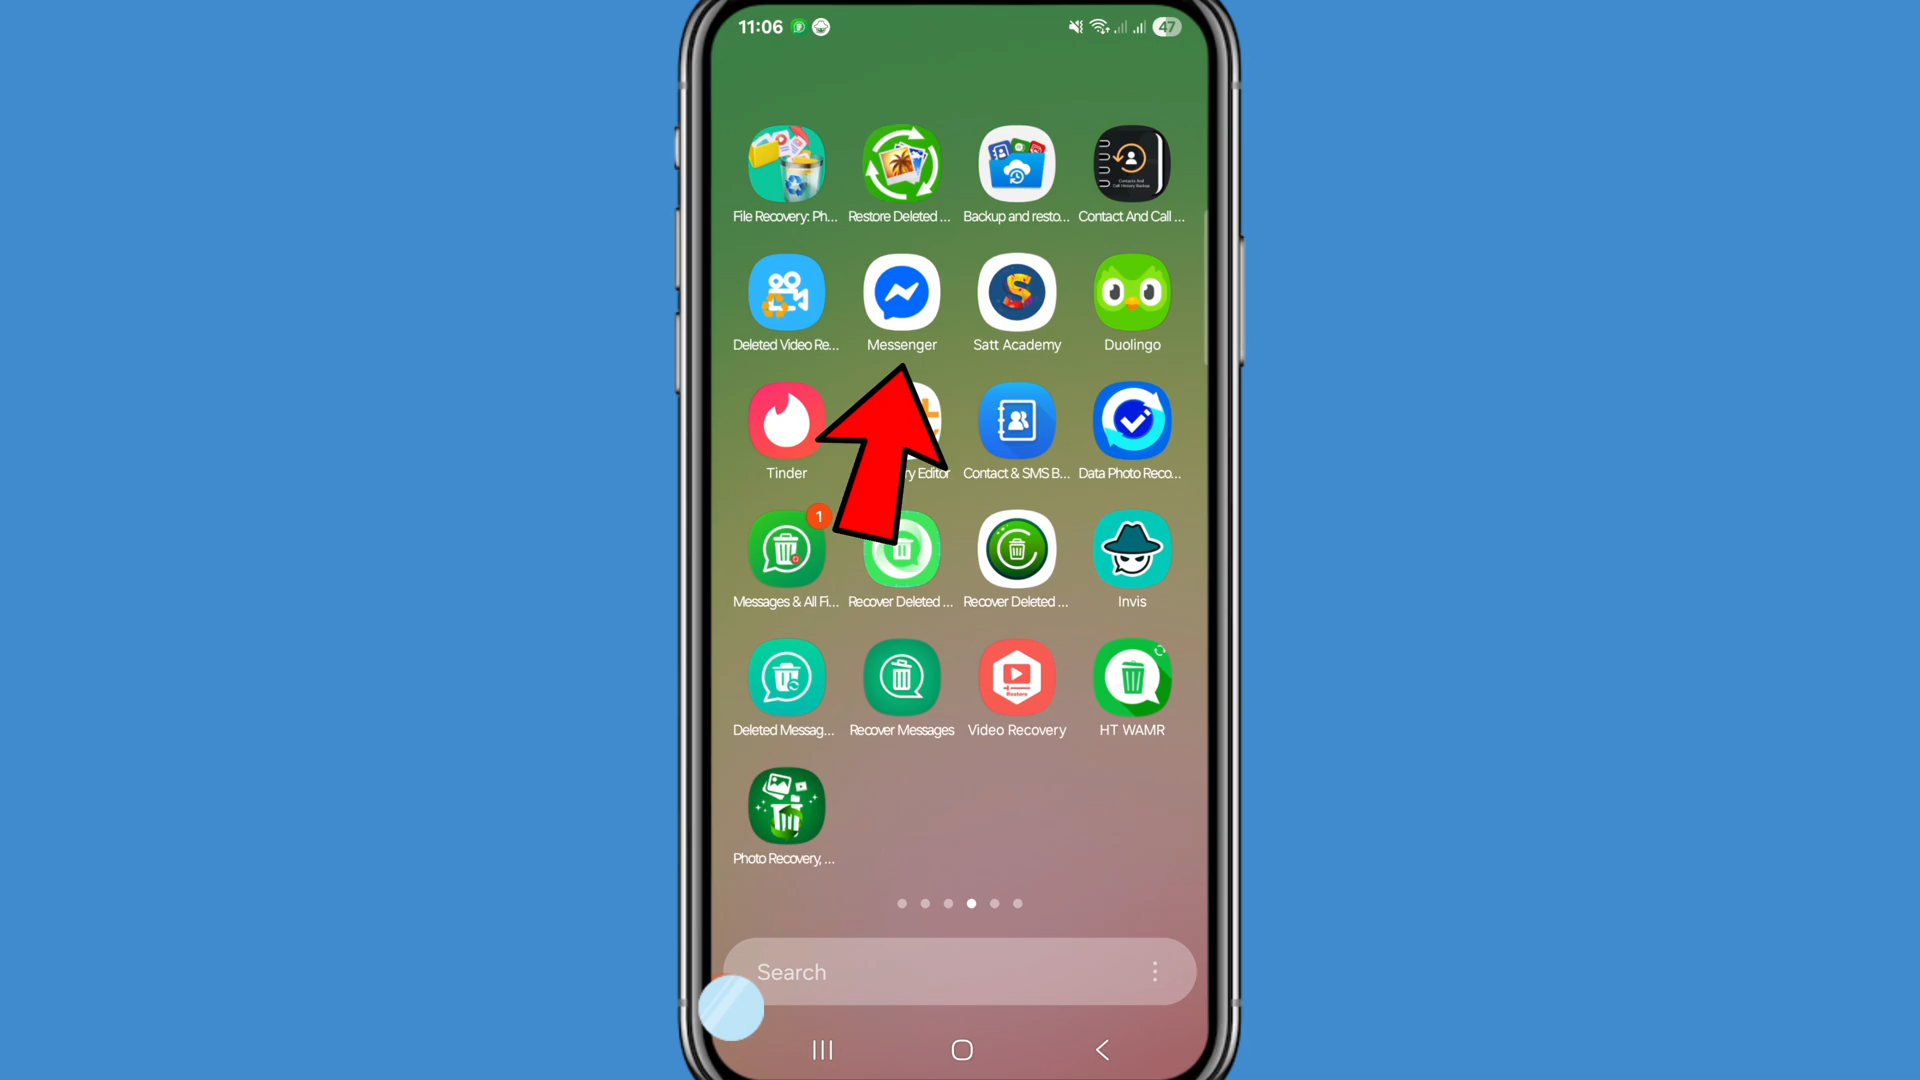 11:06 47
File Recovery: Ph... Restore Deleted ... Backup and resto... Contact And Call ...
Deleted Video Re... Messenger Satt Academy Duolingo
Tinder ry Editor Contact & SMS B... Data Photo Reco...
1
Messages & All Fi... Recover Deleted ... Recover Deleted ... Invis
Restore
Deleted Messag... Recover Messages Video Recovery HT WAMR
Photo Recovery, ...
Search